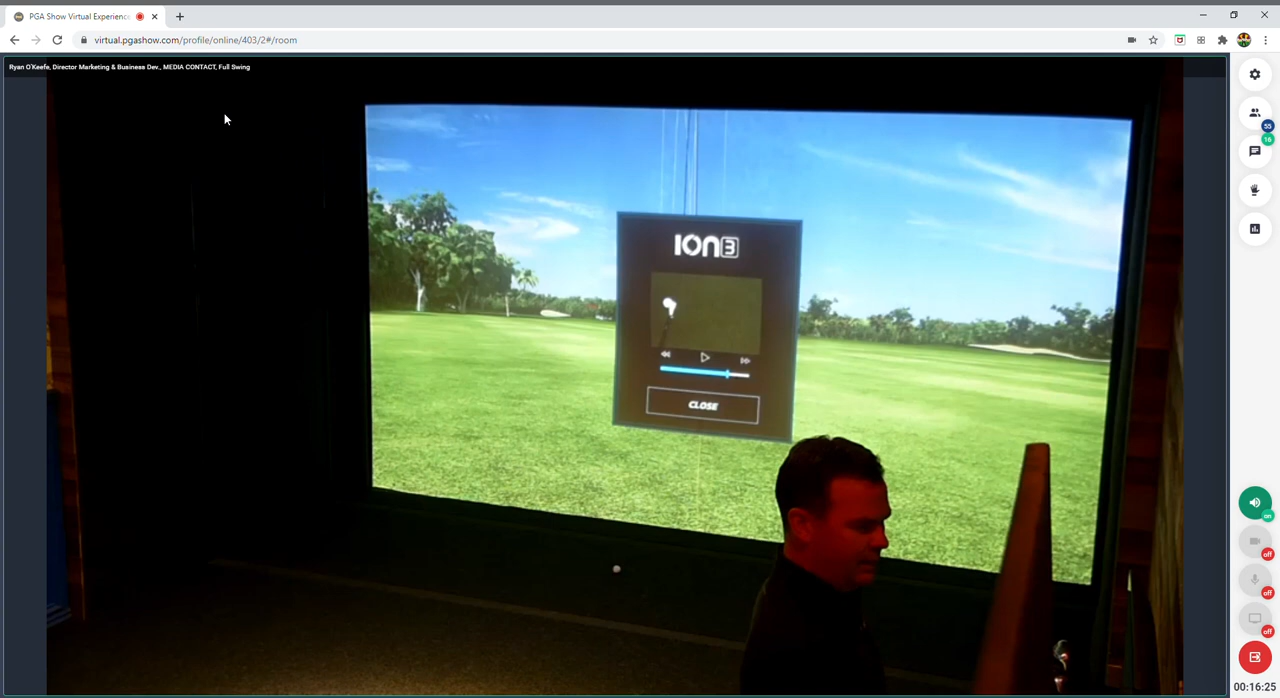 PGA Show Virtual Experienc
virtual.pgashow.com/profile/online/403/2#/room
Ryan O'Keefe, Director Marketing & Business Dev., MEDIA CONTACT, Full Swing
ION3
CLOSE
55
16
on
off
off
off
00:16:25